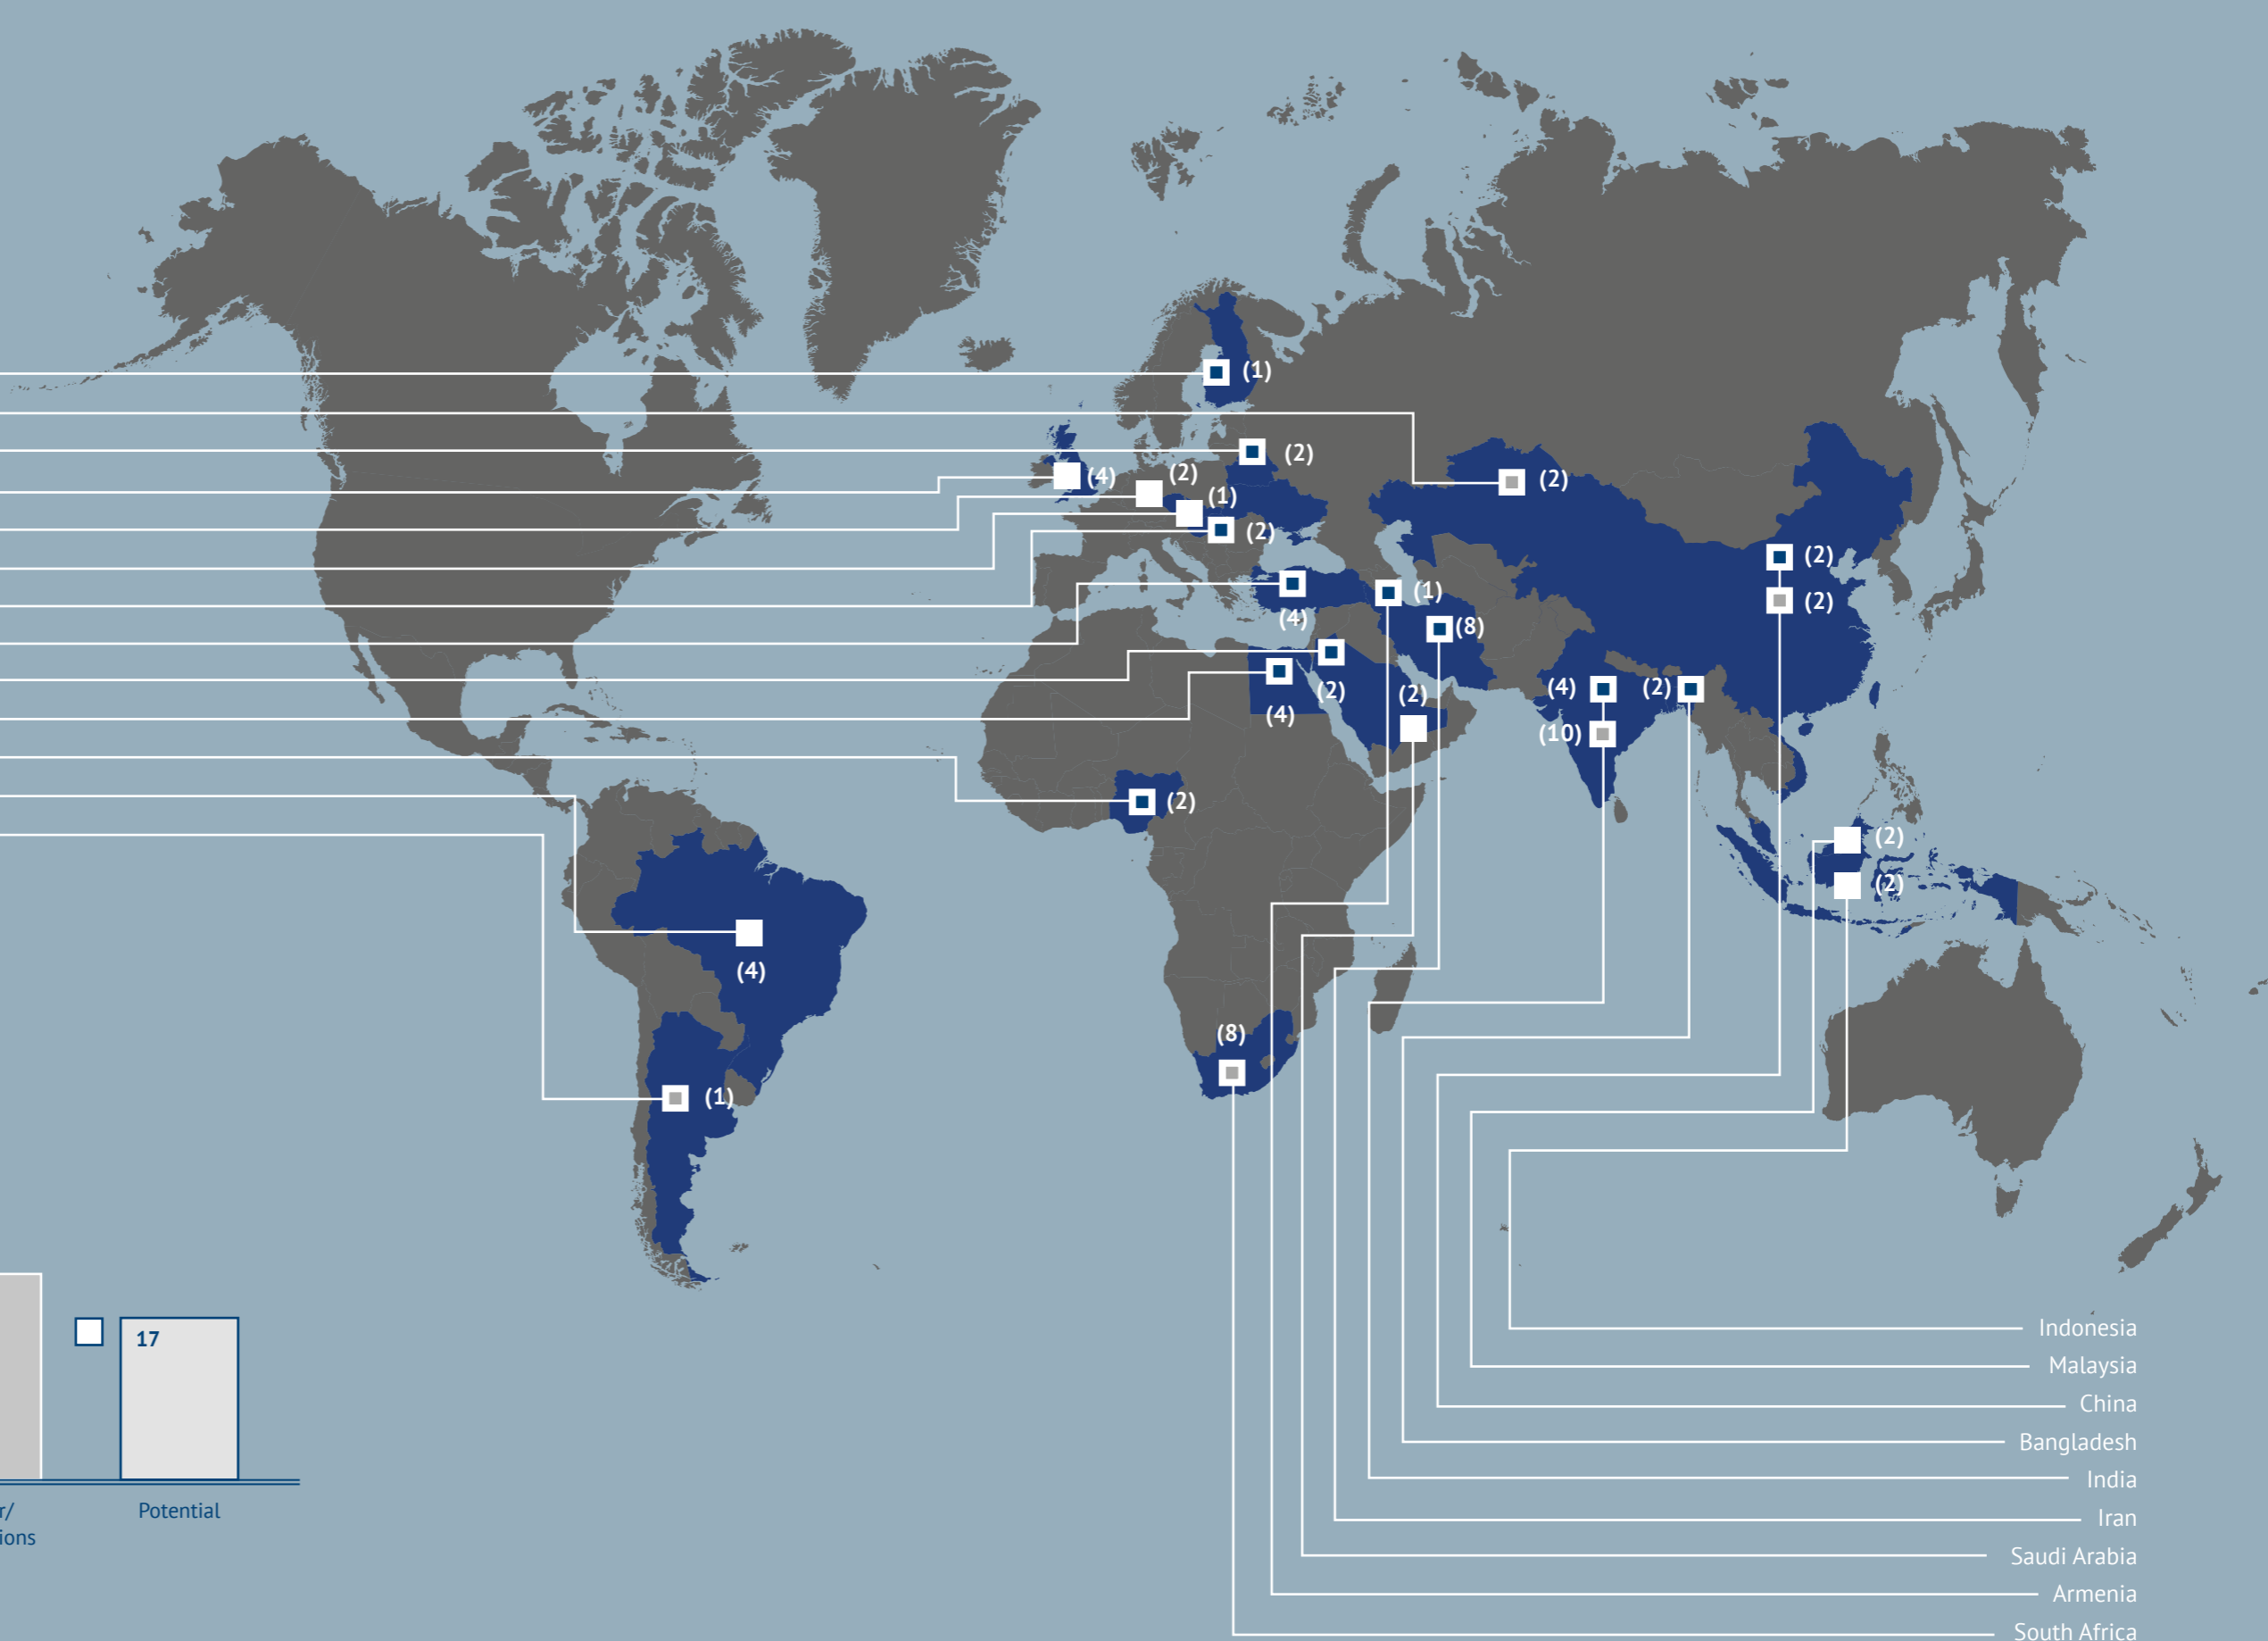 (1)
(2)
(2)
(2)
(4)
(1)
(2)
(2)
(1)
(2)
(4)
(8)
(4)
(2)
(2)
(2)
(4)
(10)
(2)
(2)
(2)
(4)
(8)
(1)
17
r/
ions
Potential
Indonesia
Malaysia
China
Bangladesh
India
Iran
Saudi Arabia
Armenia
South Africa